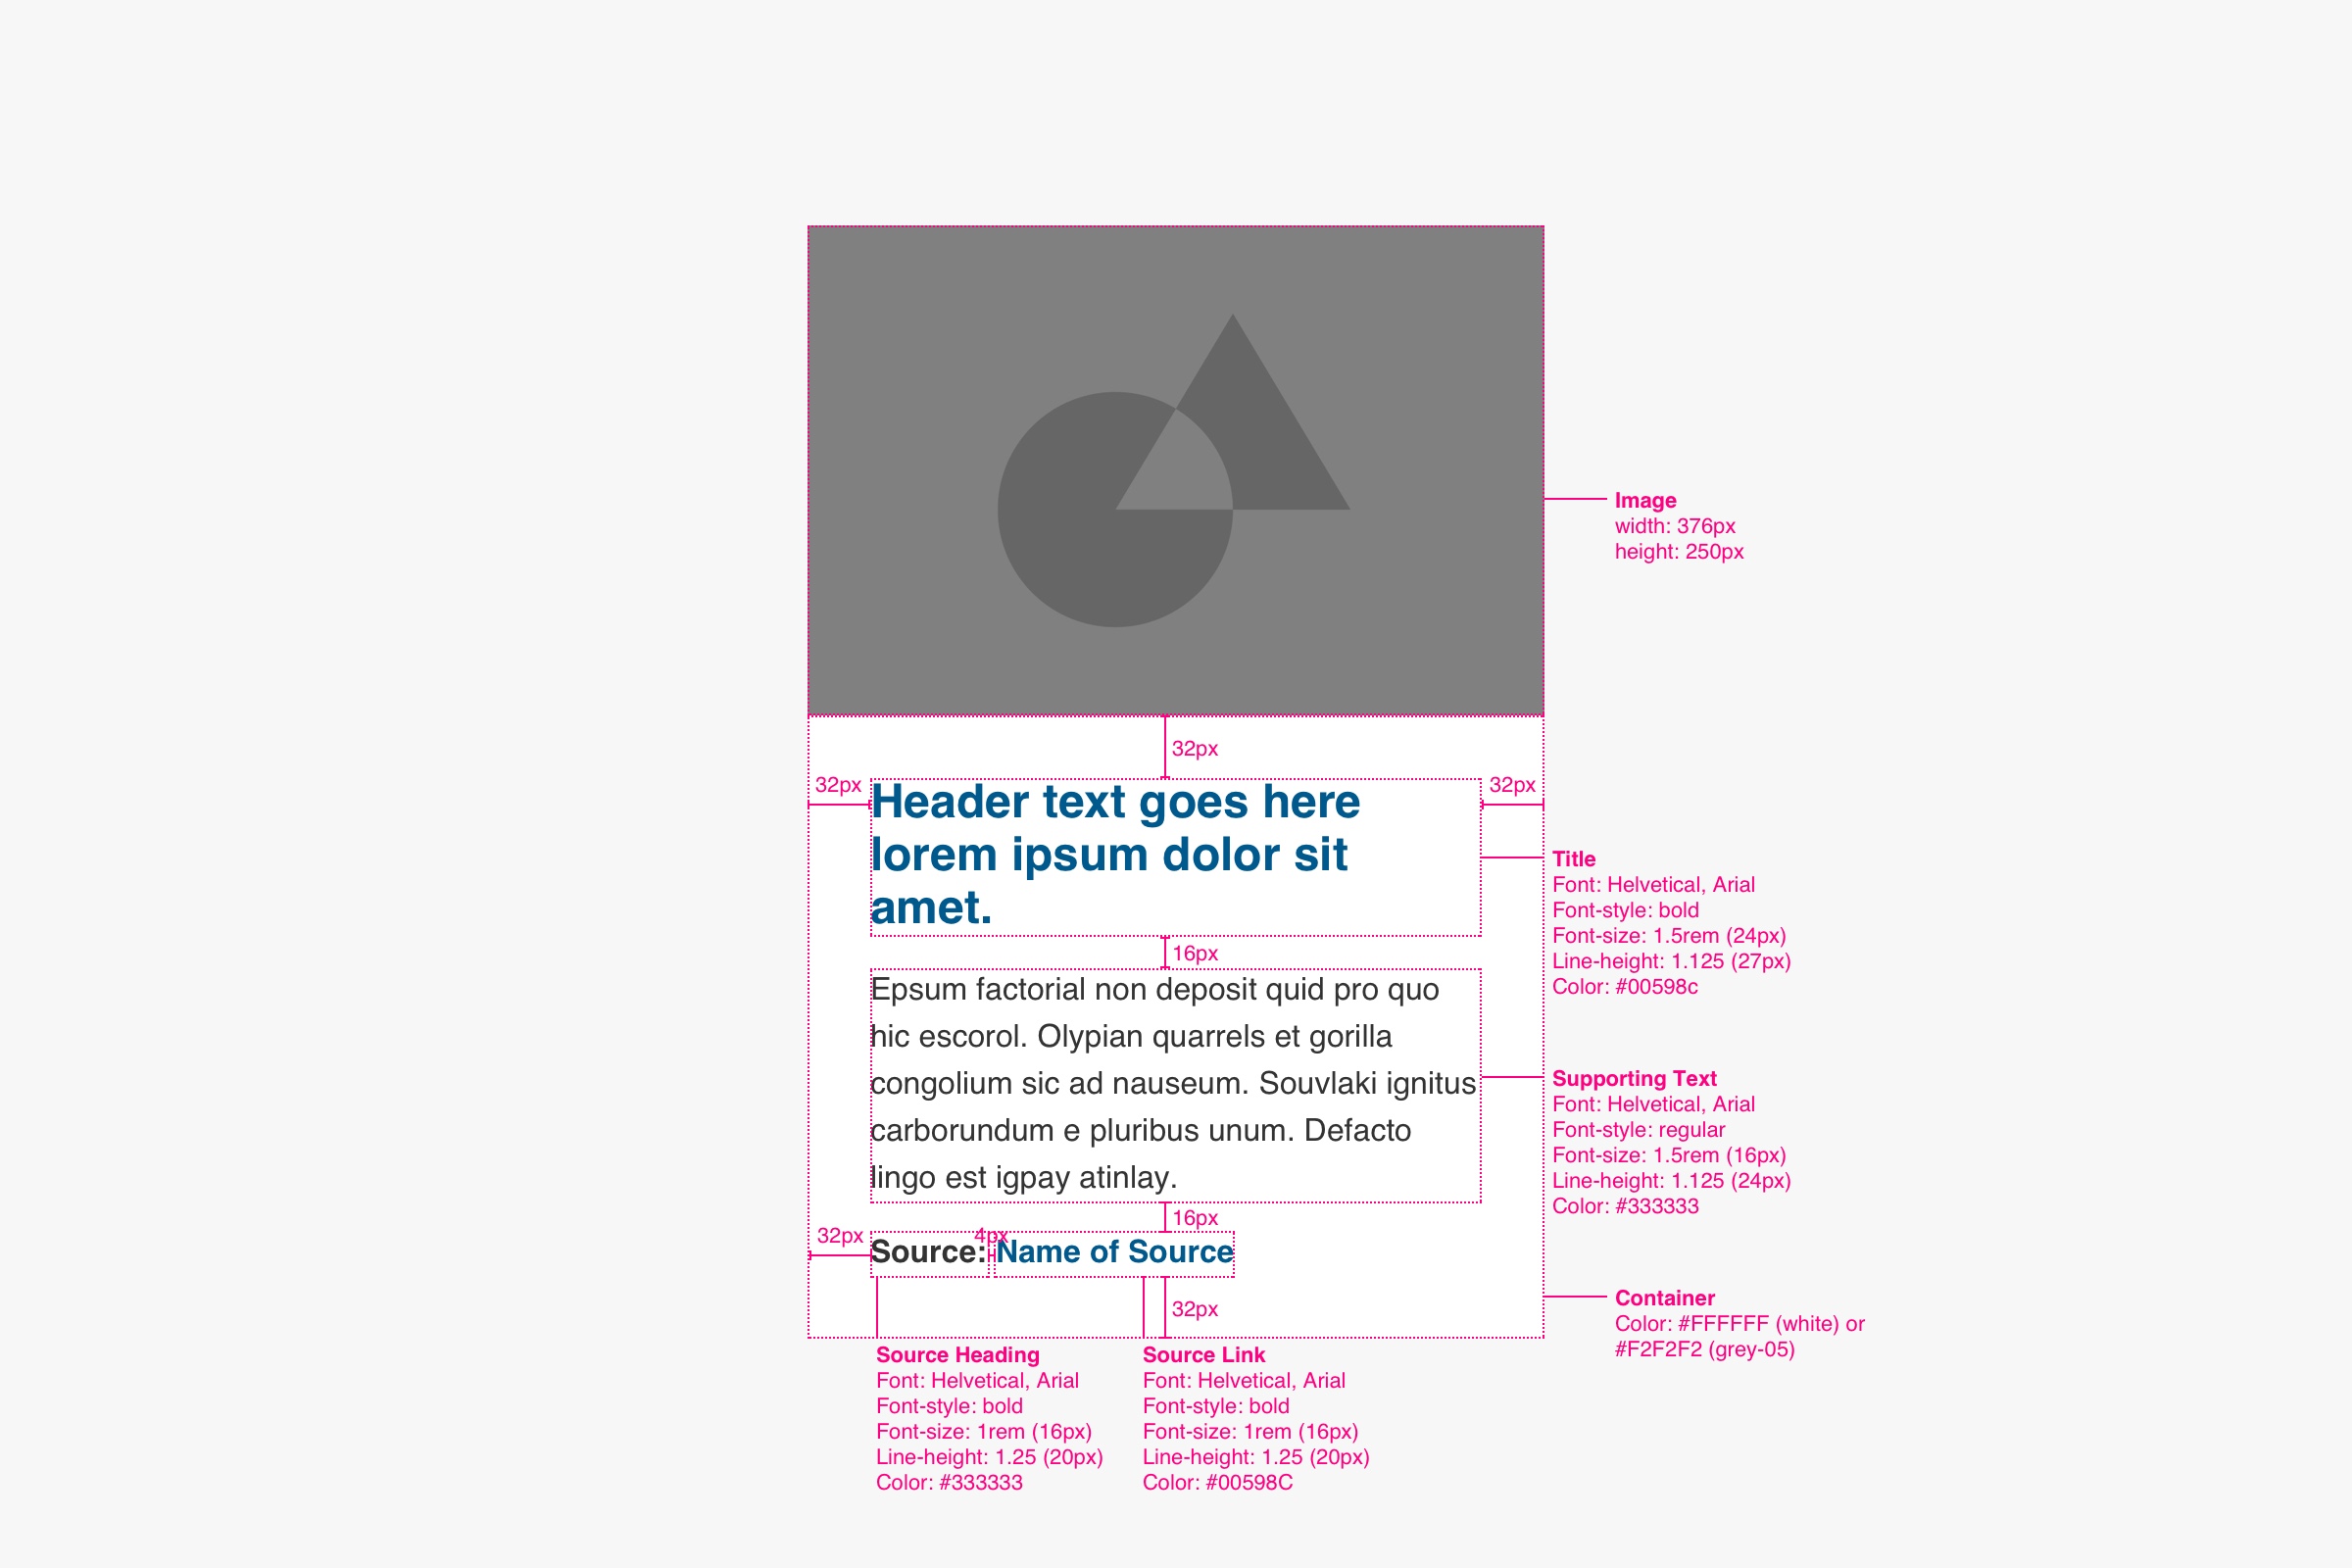 Image
width: 376px
height: 250px
32px
32px
32px
Header text goes here
lorem ipsum dolor sit
amet.
Title
Font: Helvetical, Arial
Font-style: bold
Font-size: 1.5rem (24px)
Line-height: 1.125 (27px)
Color: #00598c
16px
Epsum factorial non deposit quid pro quo
hic escorol. Olypian quarrels et gorilla
congolium sic ad nauseum. Souvlaki ignitus
carborundum e pluribus unum. Defacto
lingo est igpay atinlay.
Supporting Text
Font: Helvetical, Arial
Font-style: regular
Font-size: 1.5rem (16px)
Line-height: 1.125 (24px)
Color: #333333
16px
32px
4px
Source: Name of Source
32px
Container
Color: #FFFFFF (white) or
#F2F2F2 (grey-05)
Source Heading
Font: Helvetical, Arial
Font-style: bold
Font-size: 1rem (16px)
Line-height: 1.25 (20px)
Color: #333333
Source Link
Font: Helvetical, Arial
Font-style: bold
Font-size: 1rem (16px)
Line-height: 1.25 (20px)
Color: #00598C